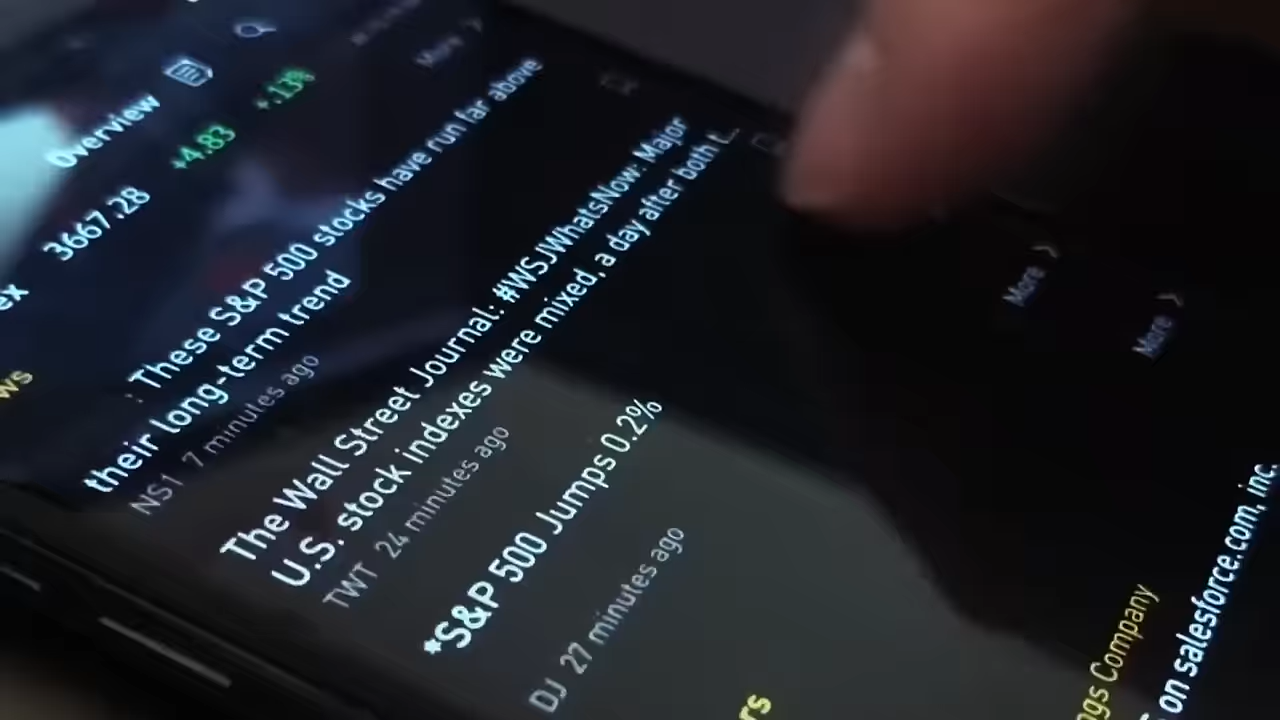 Overview
3667.28 +4.83 +.13%
More
: These S&P 500 stocks have run far above
their long-term trend
NS1 7 minutes ago
The Wall Street Journal: #WSJWhatsNow: Major
U.S. stock indexes were mixed, a day after both t...
TWT 24 minutes ago
*S&P 500 Jumps 0.2%
DJ 27 minutes ago
More
More
Company
on salesforce.com, inc.